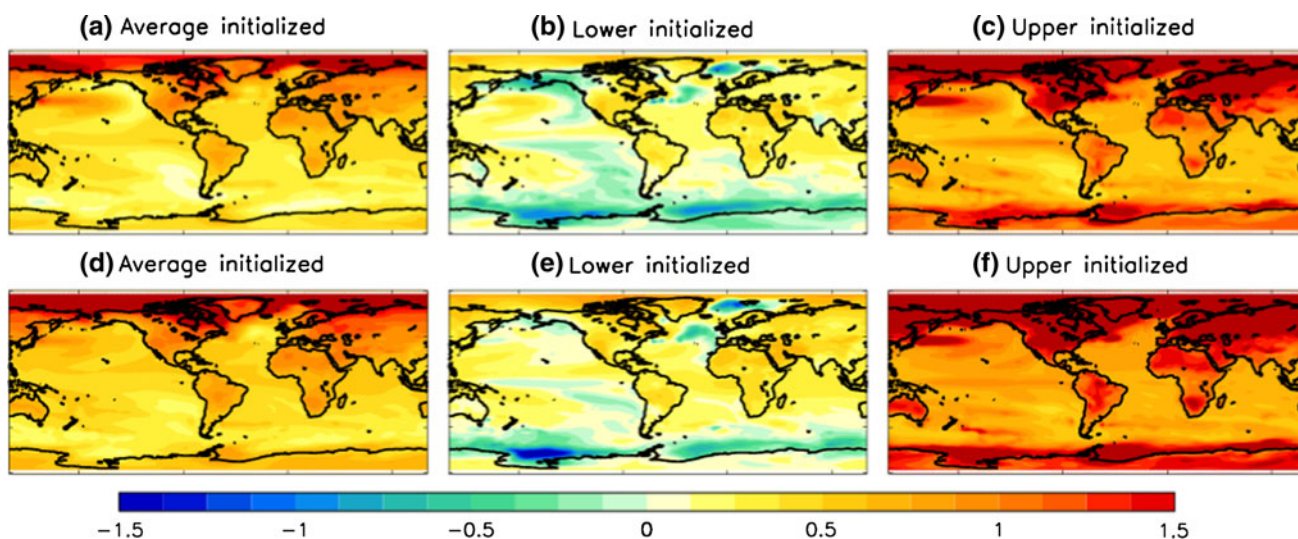 (a) Average initialized
(b) Lower initialized
(c) Upper initialized
(d) Average initialized
(e) Lower initialized
(f) Upper initialized
−1.5 −1 −0.5 0 0.5 1 1.5